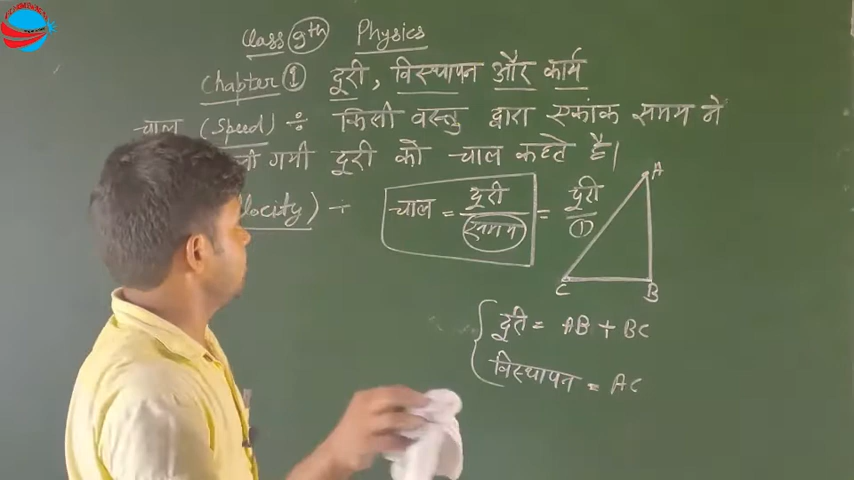 Class 9th Physics
Chapter 1 दूरी, विस्थापन और कार्य
चाल (Speed) ÷ किसी वस्तु द्वारा एकांक समय में
गयी दूरी को चाल कहते है।
locity) ÷
चाल = दूरी/समय = दूरी/1
A
C B
दूरी = AB + BC
विस्थापन = AC